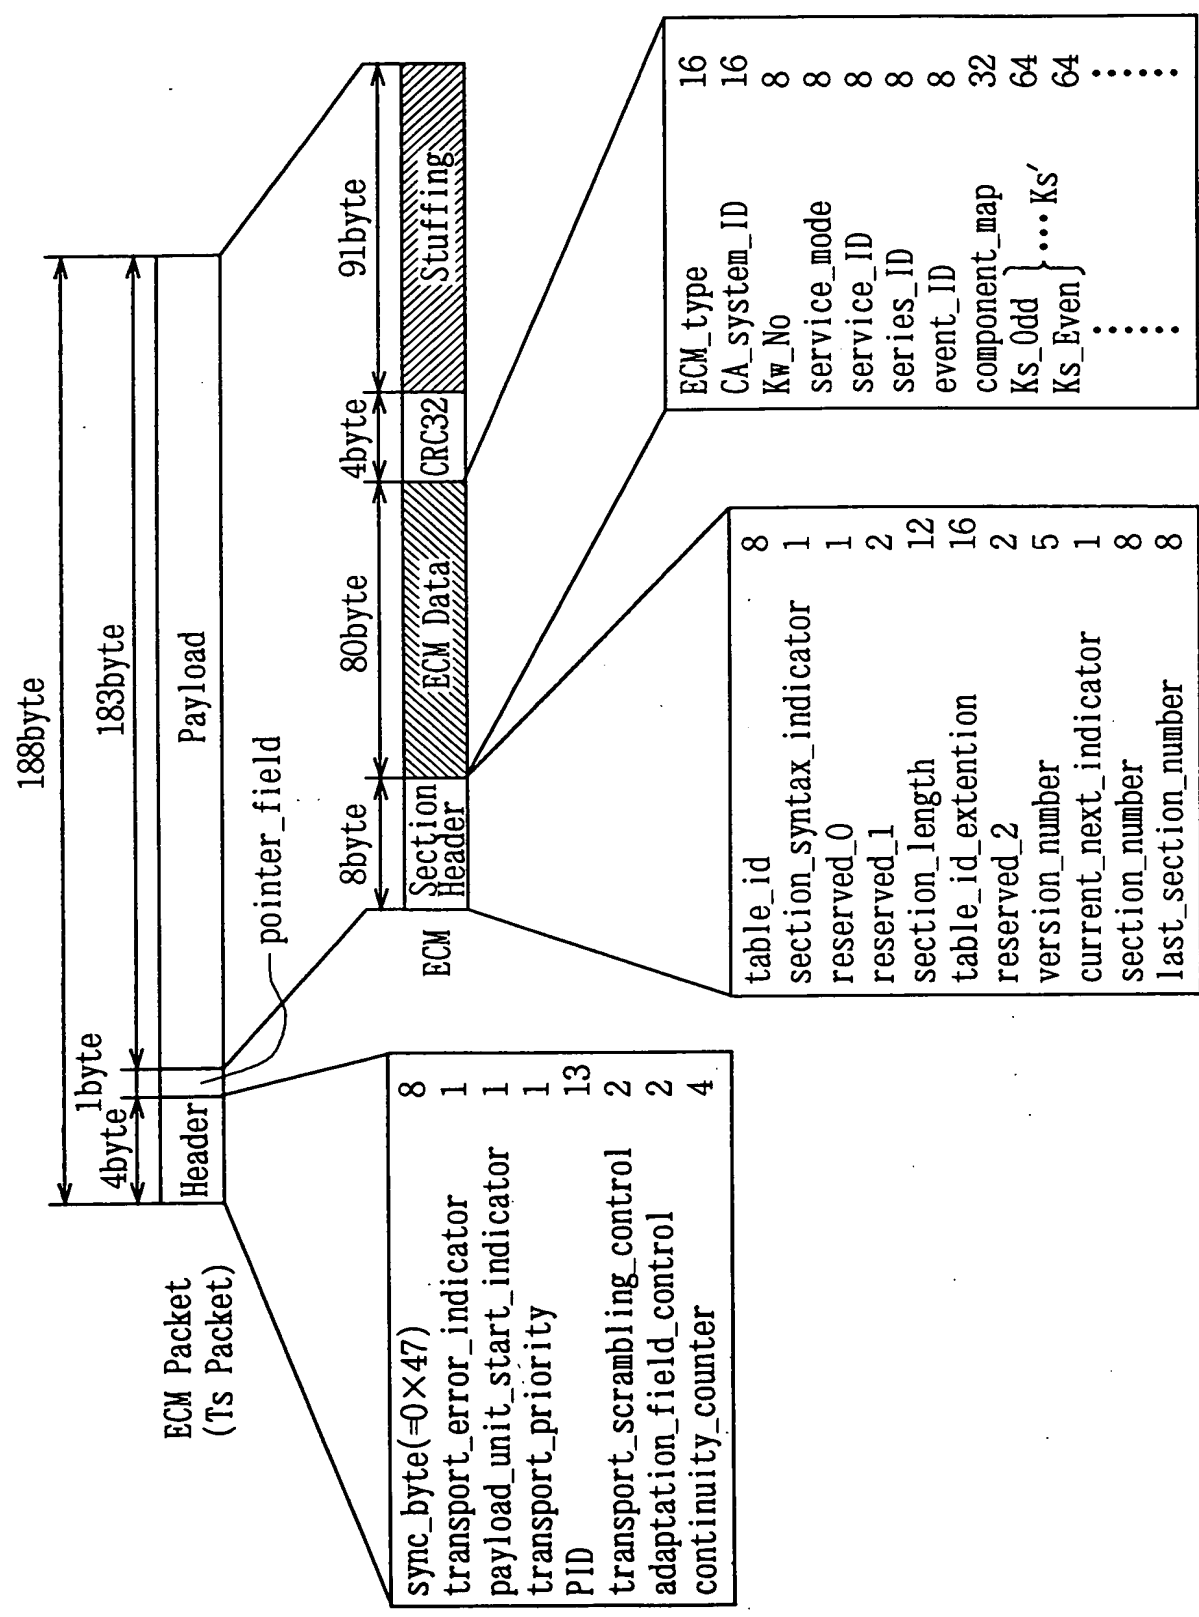 188byte
4byte 1byte 183byte
Header Payload
pointer_field
ECM Packet
(Ts Packet)
8byte 80byte 4byte 91byte
ECM
Section
Header
ECM Data
CRC32
Stuffing
sync_byte(=0×47) 8
transport_error_indicator 1
payload_unit_start_indicator 1
transport_priority 1
PID 13
transport_scrambling_control 2
adaptation_field_control 2
continuity_counter 4
table_id 8
section_syntax_indicator 1
reserved_0 1
reserved_1 2
section_length 12
table_id_extention 16
reserved_2 2
version_number 5
current_next_indicator 1
section_number 8
last_section_number 8
ECM_type 16
CA_system_ID 16
Kw_No 8
service_mode 8
service_ID 8
series_ID 8
event_ID 8
component_map 32
Ks_Odd 64
Ks_Even 64
}····Ks′
······ ······